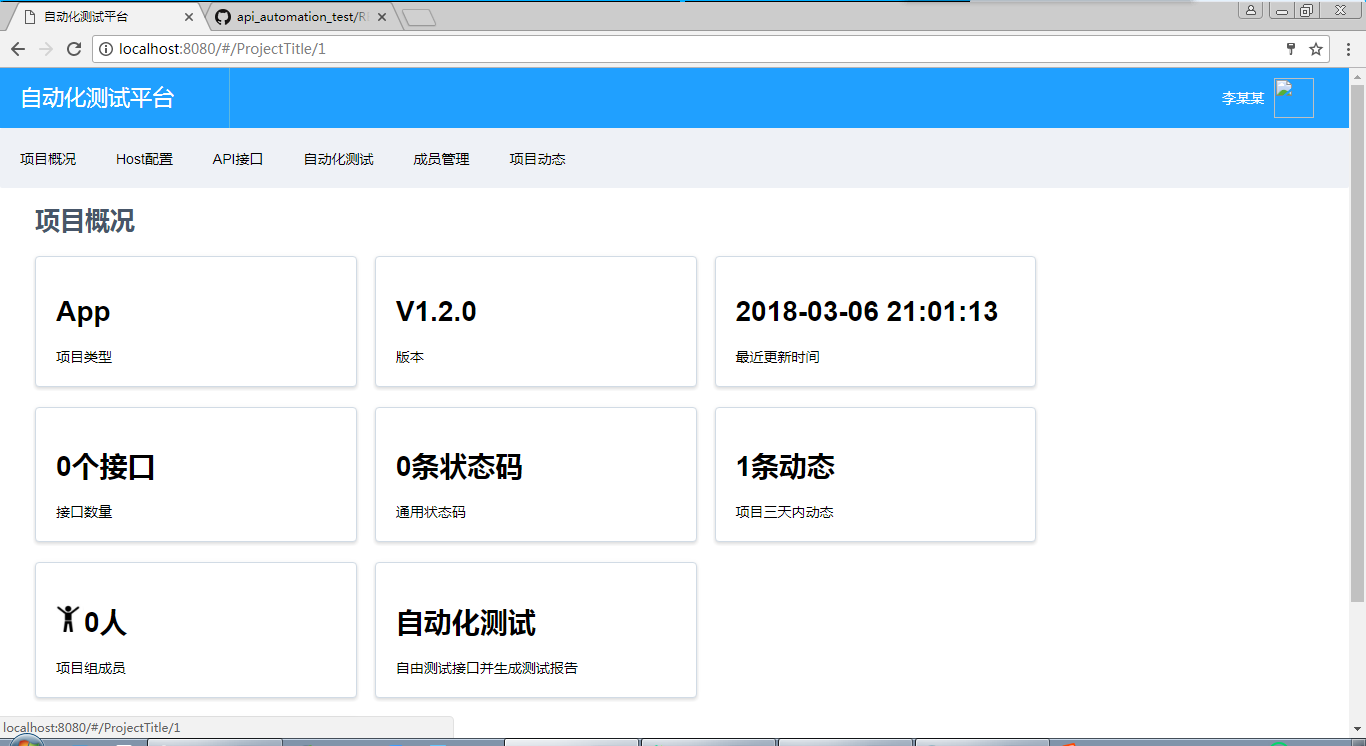 自动化测试平台
api_automation_test/R
localhost:8080/#/ProjectTitle/1
自动化测试平台
李某某
项目概况 Host配置 API接口 自动化测试 成员管理 项目动态
项目概况
App
项目类型
V1.2.0
版本
2018-03-06 21:01:13
最近更新时间
0个接口
接口数量
0条状态码
通用状态码
1条动态
项目三天内动态
0人
项目组成员
自动化测试
自由测试接口并生成测试报告
localhost:8080/#/ProjectTitle/1